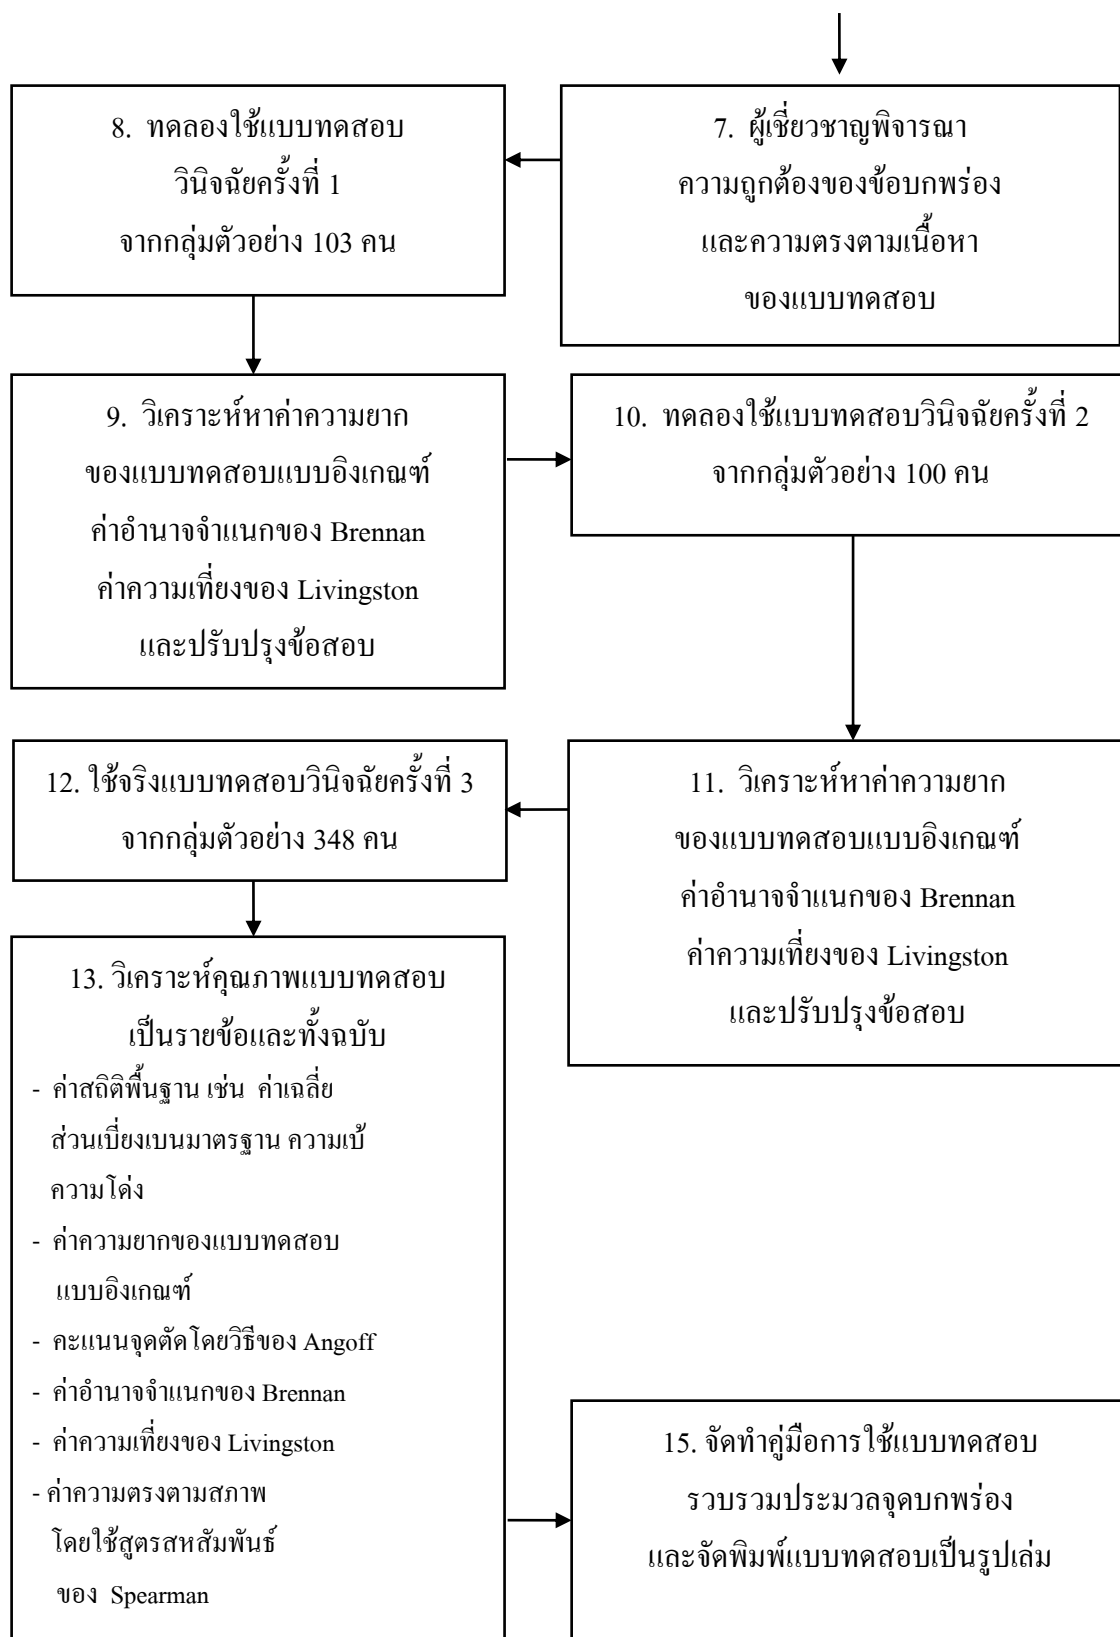 7. ผู้เชี่ยวชาญพิจารณา
ความถูกต้องของข้อบกพร่อง
และความตรงตามเนื้อหา
ของแบบทดสอบ
8. ทดลองใช้แบบทดสอบ
วินิจฉัยครั้งที่ 1
จากกลุ่มตัวอย่าง 103 คน
9. วิเคราะห์หาค่าความยาก
ของแบบทดสอบแบบอิงเกณฑ์
ค่าอำนาจจำแนกของ Brennan
ค่าความเที่ยงของ Livingston
และปรับปรุงข้อสอบ
10. ทดลองใช้แบบทดสอบวินิจฉัยครั้งที่ 2
จากกลุ่มตัวอย่าง 100 คน
11. วิเคราะห์หาค่าความยาก
ของแบบทดสอบแบบอิงเกณฑ์
ค่าอำนาจจำแนกของ Brennan
ค่าความเที่ยงของ Livingston
และปรับปรุงข้อสอบ
12. ใช้จริงแบบทดสอบวินิจฉัยครั้งที่ 3
จากกลุ่มตัวอย่าง 348 คน
13. วิเคราะห์คุณภาพแบบทดสอบ
เป็นรายข้อและทั้งฉบับ
- ค่าสถิติพื้นฐาน เช่น ค่าเฉลี่ย
ส่วนเบี่ยงเบนมาตรฐาน ความเบ้
ความโด่ง
- ค่าความยากของแบบทดสอบ
แบบอิงเกณฑ์
- คะแนนจุดตัดโดยวิธีของ Angoff
- ค่าอำนาจจำแนกของ Brennan
- ค่าความเที่ยงของ Livingston
- ค่าความตรงตามสภาพ
โดยใช้สูตรสหสัมพันธ์
ของ Spearman
15. จัดทำคู่มือการใช้แบบทดสอบ
รวบรวมประมวลจุดบกพร่อง
และจัดพิมพ์แบบทดสอบเป็นรูปเล่ม